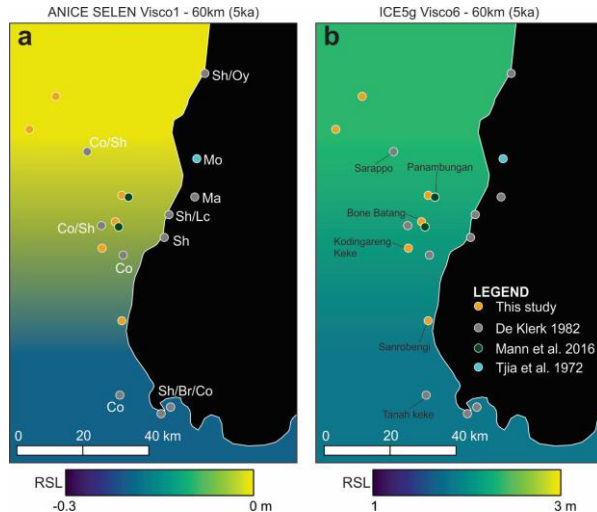 ANICE SELEN Visco1 - 60km (5ka)
a
Sh/Oy
Co/Sh
Mo
Ma
Sh/Lc
Co/Sh
Sh
Co
Sh/Br/Co
Co
0 20 40 km
RSL
-0.3 0 m
ICE5g Visco6 - 60km (5ka)
b
Sarappo
Panambungan
Bone Batang
Kodingareng
Keke
LEGEND
This study
De Klerk 1982
Mann et al. 2016
Tjia et al. 1972
Sanrobengi
Tanah keke
0 20 40 km
RSL
1 3 m